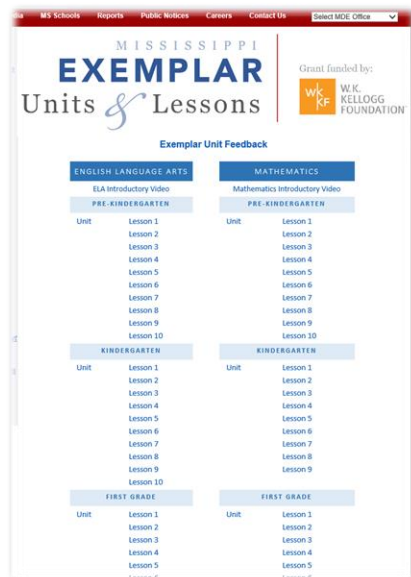 MS Schools Reports Public Notices Careers Contact Us Select MDE Office
MISSISSIPPI
EXEMPLAR
Units & Lessons
Grant funded by:
WK
KF
W.K.
KELLOGG
FOUNDATION
Exemplar Unit Feedback
ENGLISH LANGUAGE ARTS
ELA Introductory Video
PRE-KINDERGARTEN
Unit Lesson 1
Lesson 2
Lesson 3
Lesson 4
Lesson 5
Lesson 6
Lesson 7
Lesson 8
Lesson 9
Lesson 10
KINDERGARTEN
Unit Lesson 1
Lesson 2
Lesson 3
Lesson 4
Lesson 5
Lesson 6
Lesson 7
Lesson 8
Lesson 9
Lesson 10
FIRST GRADE
Unit Lesson 1
Lesson 2
Lesson 3
Lesson 4
Lesson 5
MATHEMATICS
Mathematics Introductory Video
PRE-KINDERGARTEN
Unit Lesson 1
Lesson 2
Lesson 3
Lesson 4
Lesson 5
Lesson 6
Lesson 7
Lesson 8
Lesson 9
Lesson 10
KINDERGARTEN
Unit Lesson 1
Lesson 2
Lesson 3
Lesson 4
Lesson 5
Lesson 6
Lesson 7
Lesson 8
Lesson 9
FIRST GRADE
Unit Lesson 1
Lesson 2
Lesson 3
Lesson 4
Lesson 5